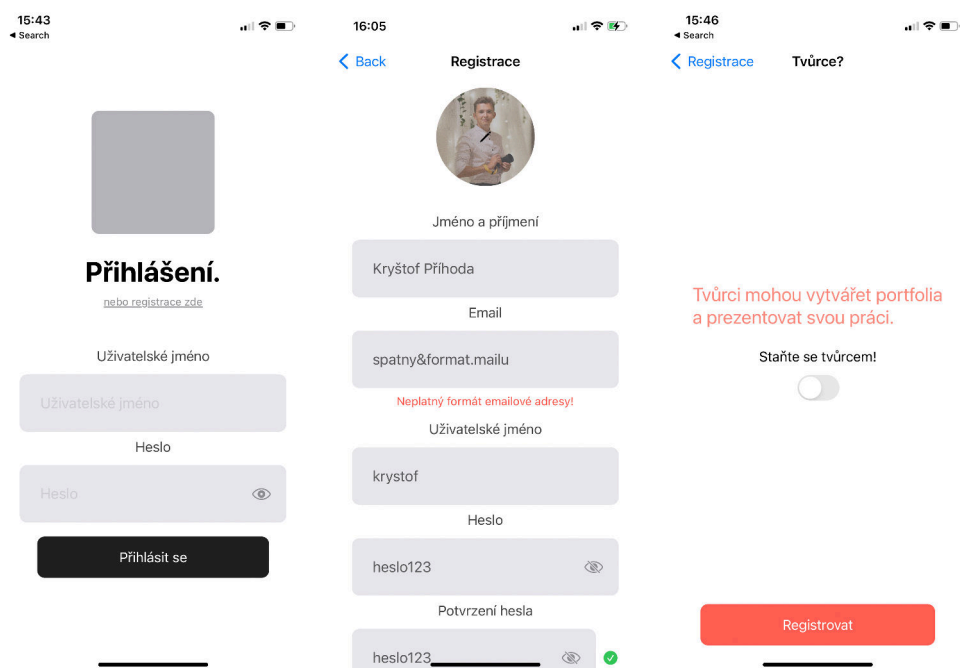 15:43
◀ Search
Přihlášení.
nebo registrace zde
Uživatelské jméno
Uživatelské jméno
Heslo
Heslo
Přihlásit se
16:05
Back
Registrace
Jméno a příjmení
Kryštof Příhoda
Email
spatny&format.mailu
Neplatný formát emailové adresy!
Uživatelské jméno
krystof
Heslo
heslo123
Potvrzení hesla
heslo123
15:46
◀ Search
Registrace
Tvůrce?
Tvůrci mohou vytvářet portfolia
a prezentovat svou práci.
Staňte se tvůrcem!
Registrovat